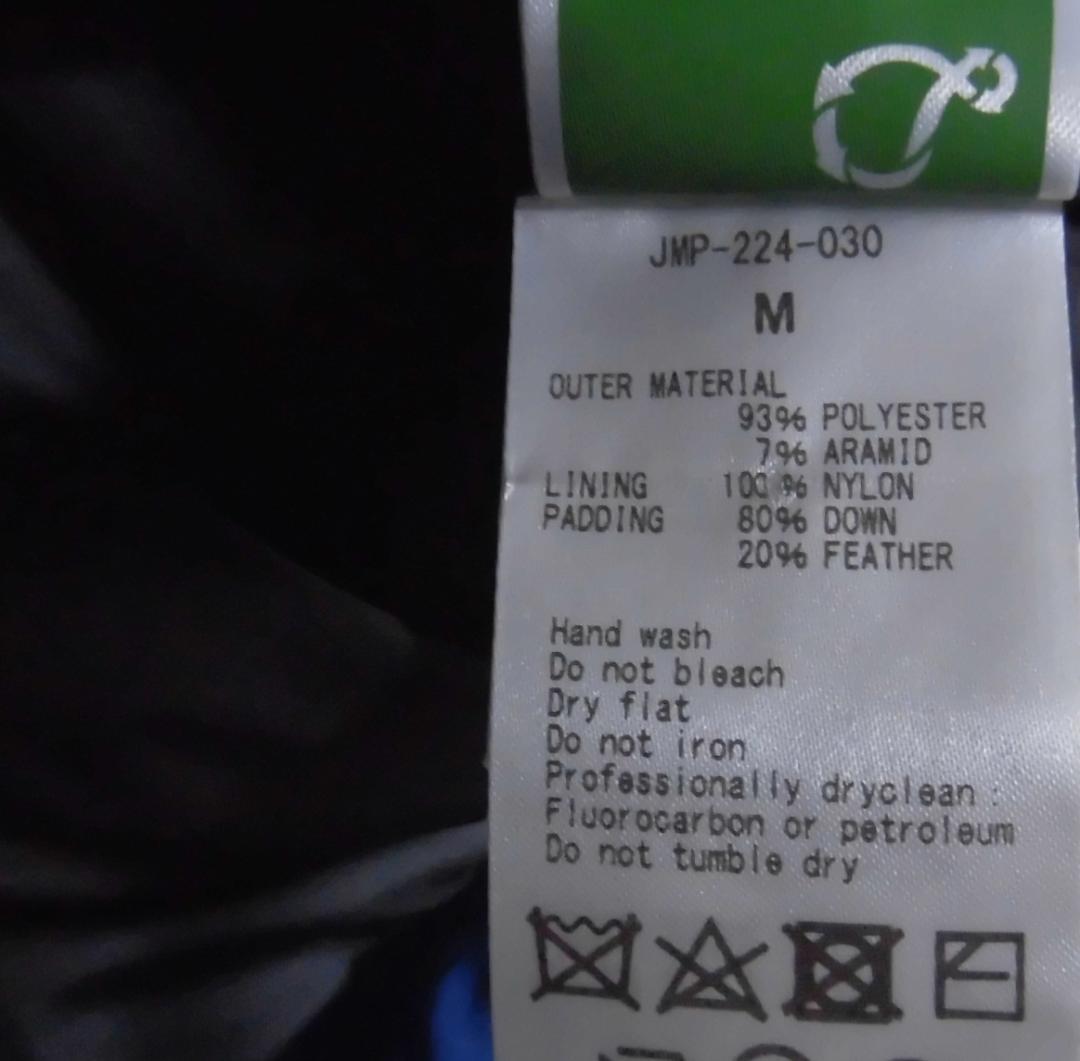 JMP-224-030
M
OUTER MATERIAL
93% POLYESTER
7% ARAMID
LINING 100% NYLON
PADDING 80% DOWN
20% FEATHER
Hand wash
Do not bleach
Dry flat
Do not iron
Professionally dryclean:
Fluorocarbon or petroleum
Do not tumble dry